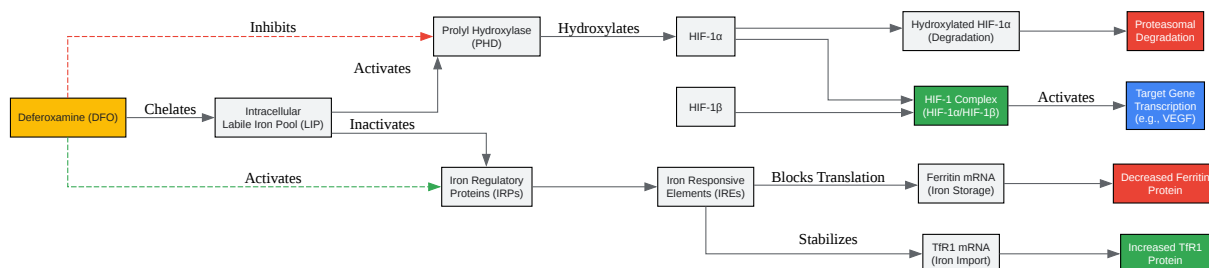 Inhibits
Prolyl Hydroxylase
(PHD)
Hydroxylates
HIF-1α
Hydroxylated HIF-1α
(Degradation)
Proteasomal
Degradation
Activates
Deferoxamine (DFO)
Chelates
Intracellular
Labile Iron Pool (LIP)
HIF-1β
HIF-1 Complex
(HIF-1α/HIF-1β)
Activates
Target Gene
Transcription
(e.g., VEGF)
Inactivates
Activates
Iron Regulatory
Proteins (IRPs)
Iron Responsive
Elements (IREs)
Blocks Translation
Ferritin mRNA
(Iron Storage)
Decreased Ferritin
Protein
Stabilizes
TfR1 mRNA
(Iron Import)
Increased TfR1
Protein